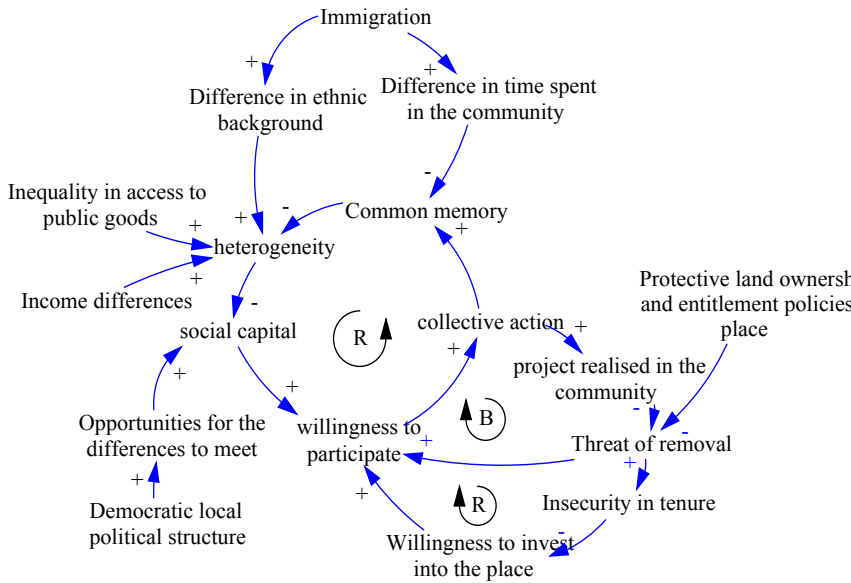 Immigration
+
+
Difference in ethnic
background
Difference in time spent
in the community
-
Inequality in access to
public goods
+
+
-
Common memory
+
heterogeneity
+
Income differences
-
social capital
R
collective action
+
+
Protective land ownersh
and entitlement policies
place
project realised in the
community
+
+
Opportunities for the
differences to meet
willingness to
participate
B
-
-
+
Threat of removal
+
+
Democratic local
political structure
+
R
Insecurity in tenure
-
Willingness to invest
into the place